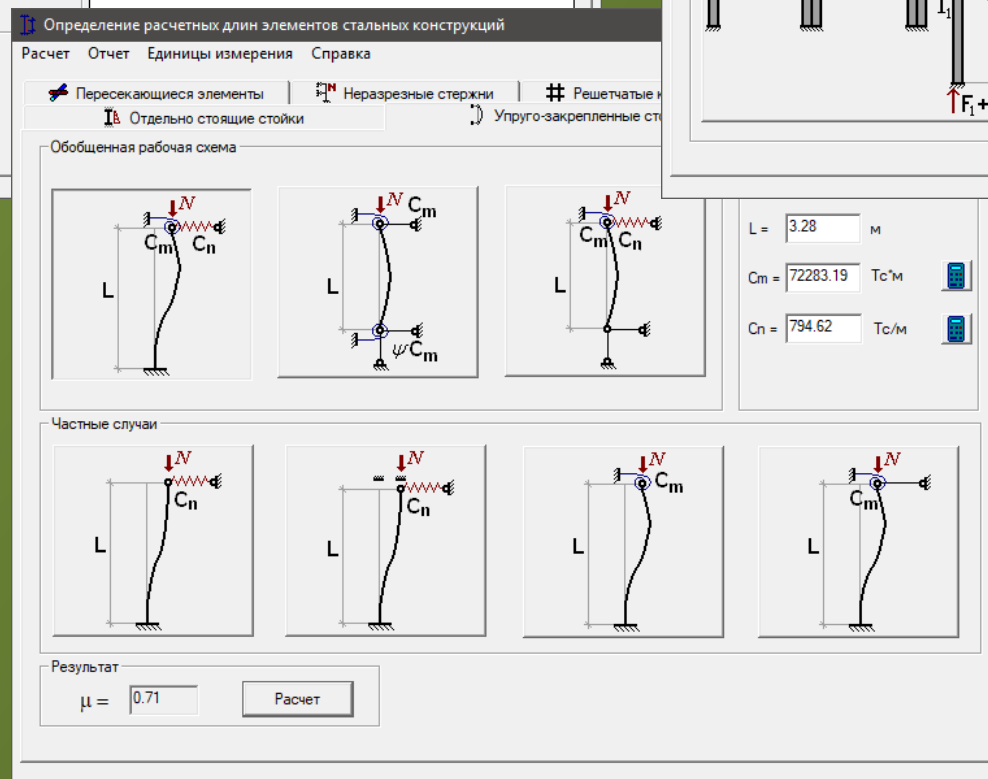 I₁
F₁+
Определение расчетных длин элементов стальных конструкций
Расчет Отчет Единицы измерения Справка
Пересекающиеся элементы N Неразрезные стержни Решетчатые
Отдельно стоящие стойки Упруго-закрепленные
Обобщенная рабочая схема
N Cm Cn L
N Cm L ψCm
N Cm Cn L
L = 3.28 м
Cm = 72283.19 Тс*м
Cn = 794.62 Тс/м
Частные случаи
N Cn L
N Cn L
N Cm L
N Cm L
Результат
μ = 0.71 Расчет